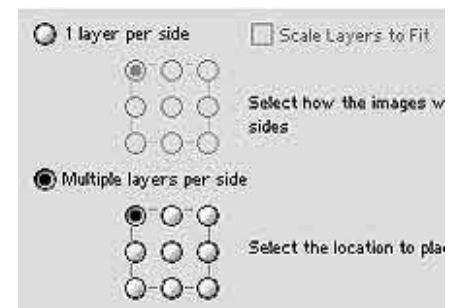 1 layer per side
Scale Layers to Fit
Select how the images w
sides
Multiple layers per side
Select the location to pla